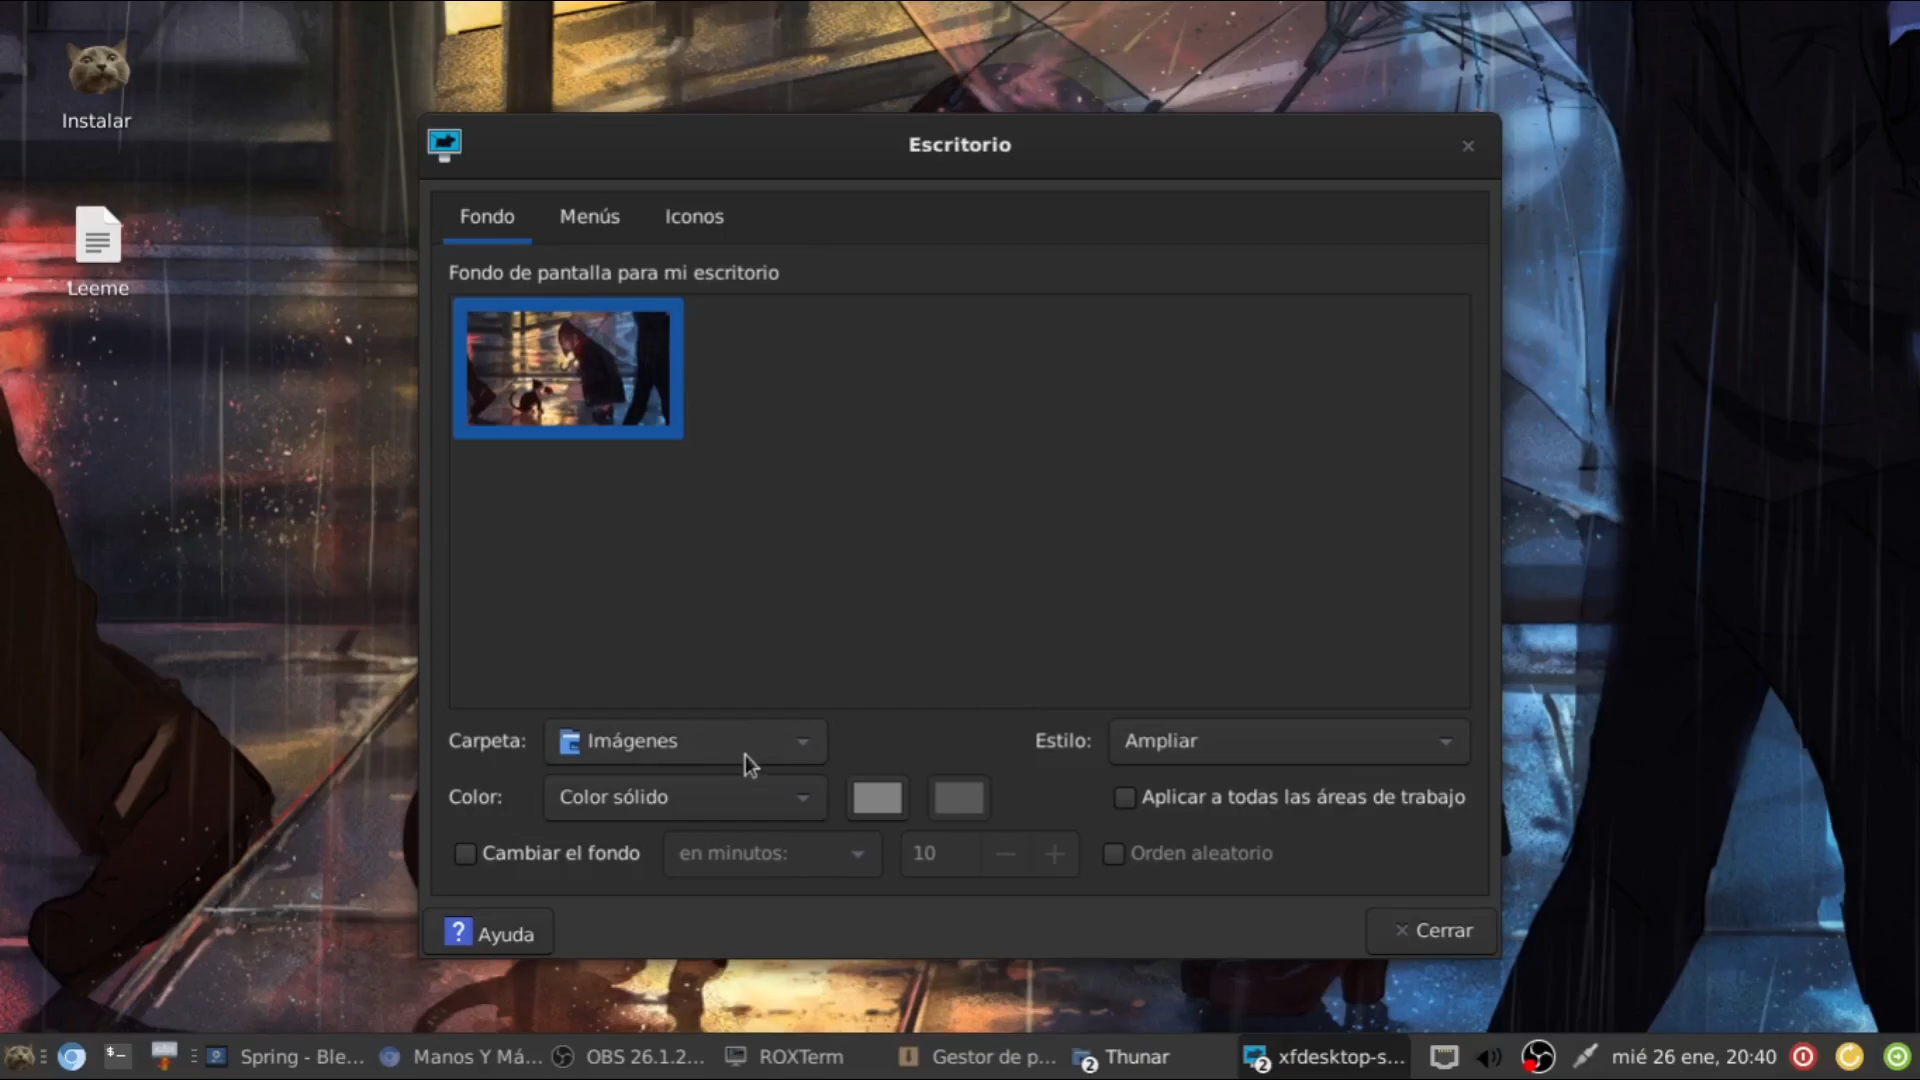 Instalar
Leeme
Escritorio
Fondo Menús Iconos
Fondo de pantalla para mi escritorio
Carpeta: Imágenes Estilo: Ampliar
Color: Color sólido Aplicar a todas las áreas de trabajo
Cambiar el fondo en minutos: 10 Orden aleatorio
? Ayuda Cerrar
$- Spring - Ble... Manos Y Má... OBS 26.1.2... ROXTerm Gestor de p... 2 Thunar 2 xfdesktop-s... mié 26 ene, 20:40